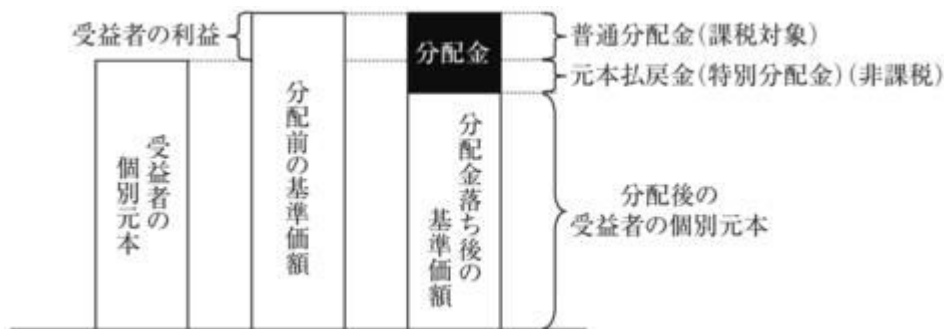 受益者の利益
分配金
普通分配金(課税対象)
元本払戻金(特別分配金)(非課税)
受益者の
個別元本
分配前の基準価額
分配金落ち後の
基準価額
分配後の
受益者の個別元本